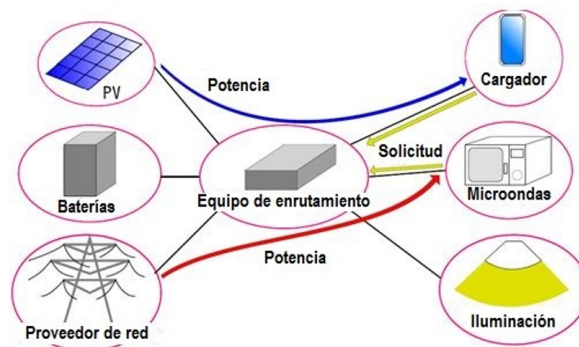 PV
Potencia
Cargador
Solicitud
Baterías
Equipo de enrutamiento
Microondas
Potencia
Proveedor de red
Iluminación